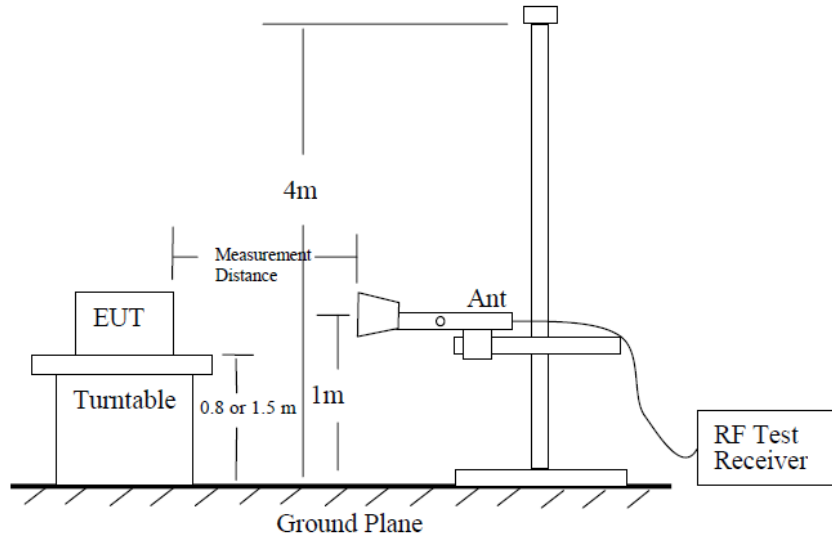 4m
Measurement
Distance
EUT
Ant
Turntable
0.8 or 1.5 m
1m
RF Test
Receiver
Ground Plane